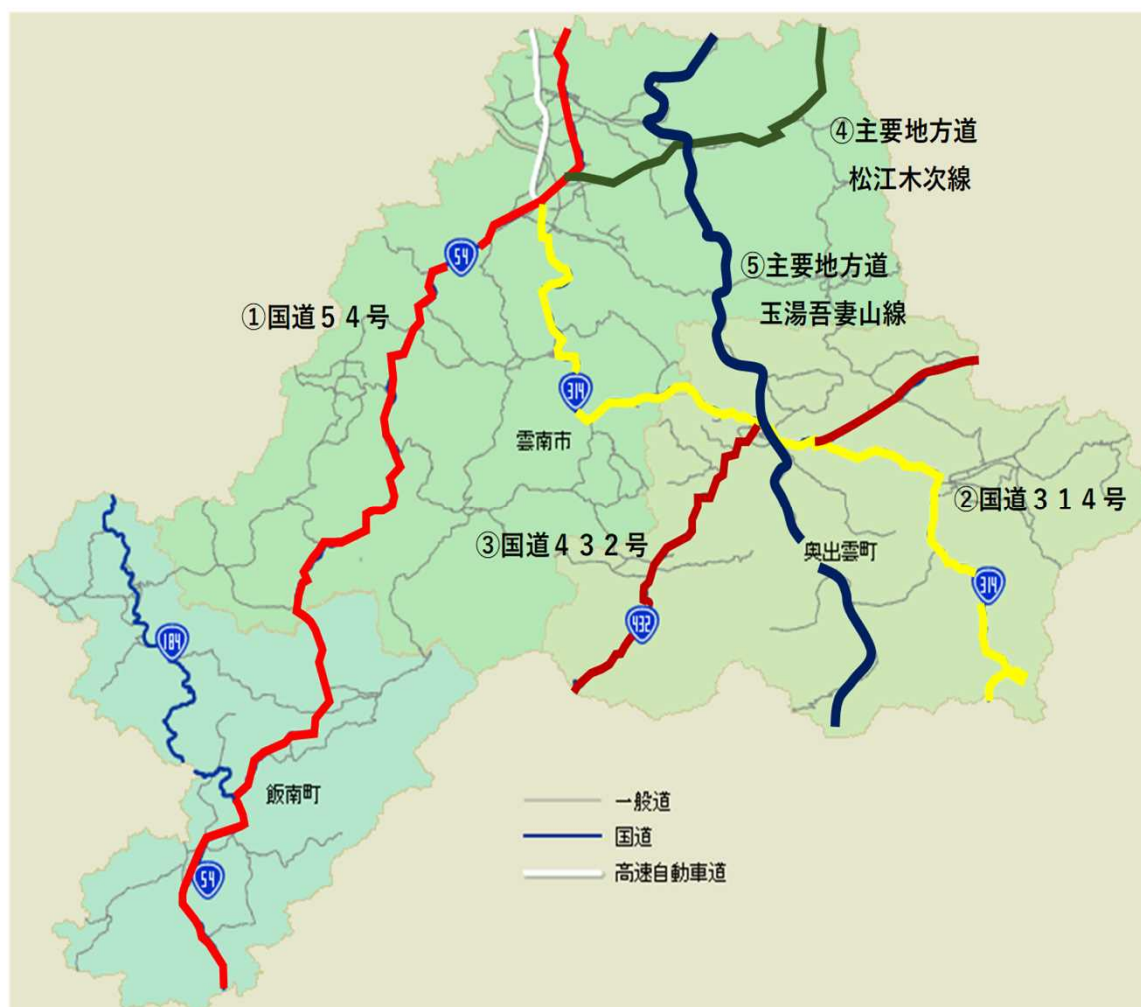 ④主要地方道
松江木次線
54
⑤主要地方道
玉湯吾妻山線
①国道５４号
314
雲南市
②国道３１４号
③国道４３２号
奥出雲町
314
432
184
飯南町
一般道
国道
54
高速自動車道